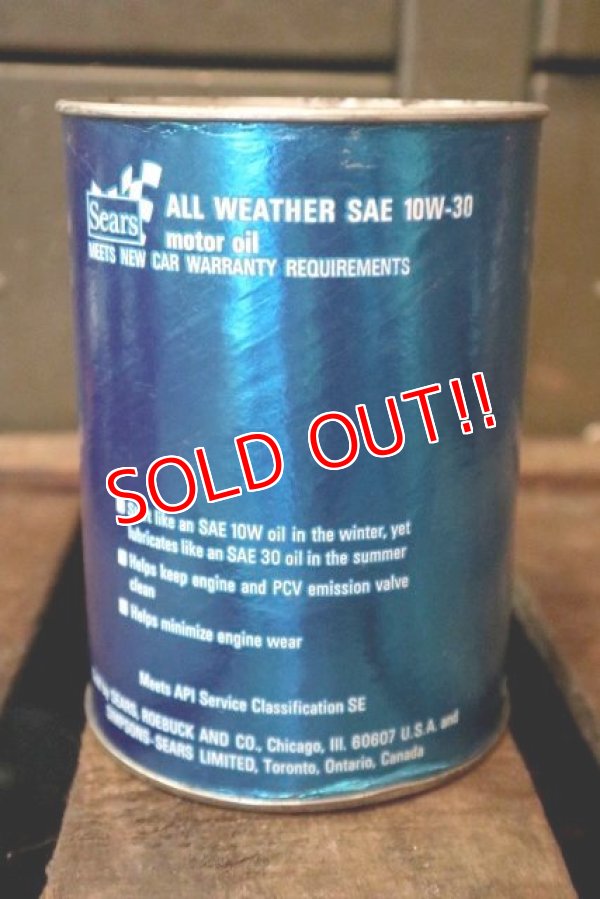 Sears
ALL WEATHER SAE 10W-30
motor oil
MEETS NEW CAR WARRANTY REQUIREMENTS
SOLD OUT!!
like an SAE 10W oil in the winter, yet
lubricates like an SAE 30 oil in the summer
Helps keep engine and PCV emission valve
clean
Helps minimize engine wear
Meets API Service Classification SE
SEARS, ROEBUCK AND CO., Chicago, Ill. 60607 U.S.A. and
SIMPSONS-SEARS LIMITED, Toronto, Ontario, Canada